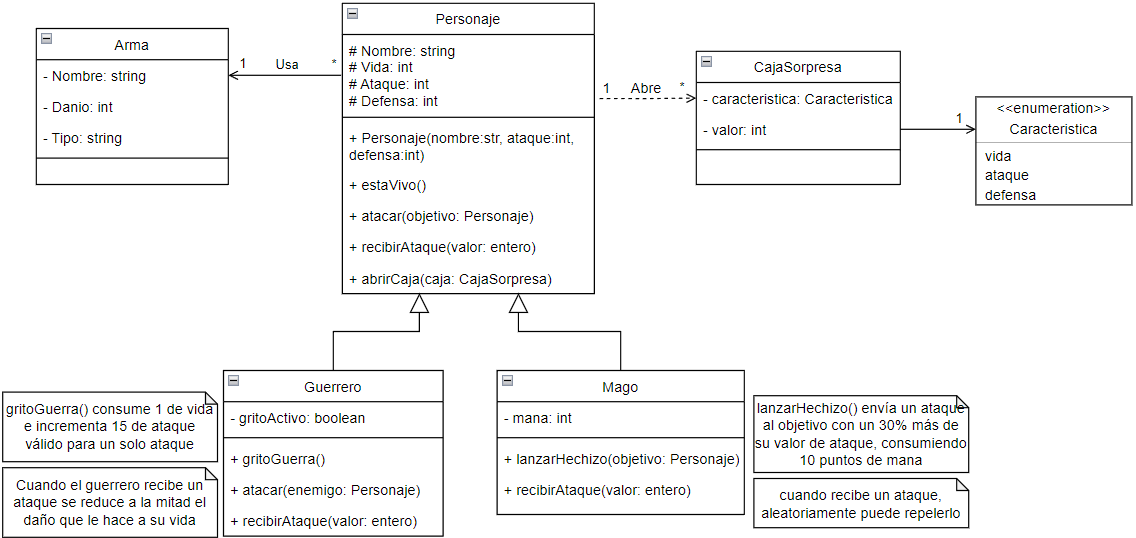 Arma
- Nombre: string
- Danio: int
- Tipo: string
1 Usa *
Personaje
# Nombre: string
# Vida: int
# Ataque: int
# Defensa: int
+ Personaje(nombre:str, ataque:int,
defensa:int)
+ estaVivo()
+ atacar(objetivo: Personaje)
+ recibirAtaque(valor: entero)
+ abrirCaja(caja: CajaSorpresa)
1 Abre *
CajaSorpresa
- caracteristica: Caracteristica
- valor: int
1
<<enumeration>>
Caracteristica
vida
ataque
defensa
gritoGuerra() consume 1 de vida
e incrementa 15 de ataque
válido para un solo ataque
Cuando el guerrero recibe un
ataque se reduce a la mitad el
daño que le hace a su vida
Guerrero
- gritoActivo: boolean
+ gritoGuerra()
+ atacar(enemigo: Personaje)
+ recibirAtaque(valor: entero)
Mago
- mana: int
+ lanzarHechizo(objetivo: Personaje)
+ recibirAtaque(valor: entero)
lanzarHechizo() envía un ataque
al objetivo con un 30% más de
su valor de ataque, consumiendo
10 puntos de mana
cuando recibe un ataque,
aleatoriamente puede repelerlo